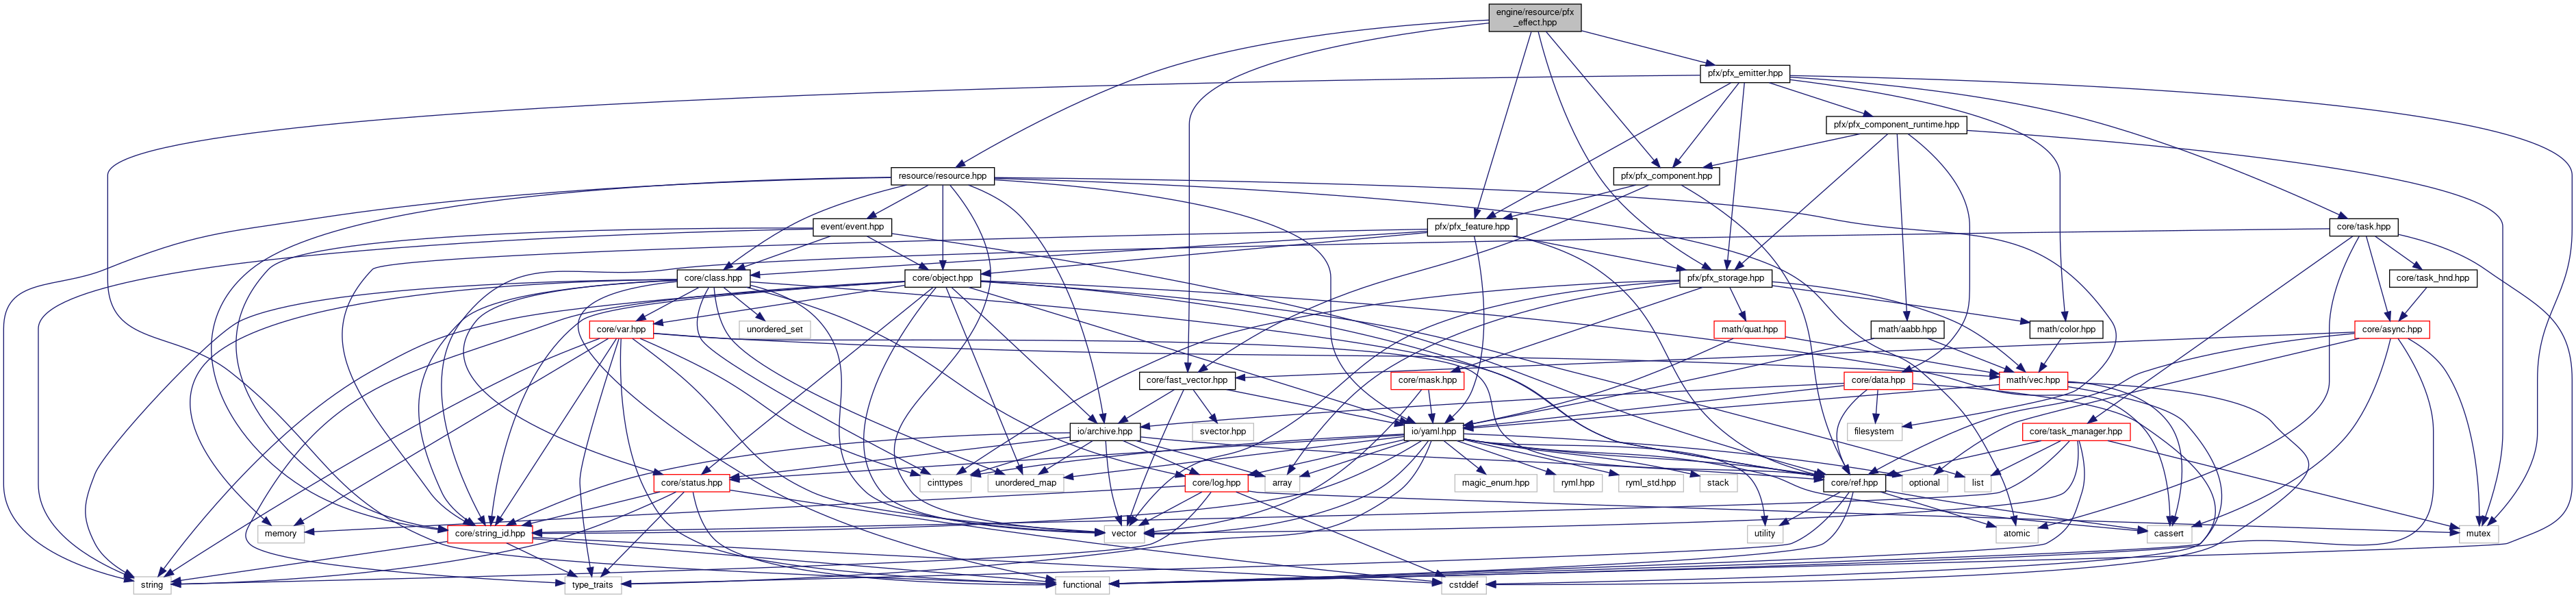 engine/resource/pfx
_effect.hpp
pfx/pfx_emitter.hpp
pfx/pfx_component_runtime.hpp
resource/resource.hpp
pfx/pfx_component.hpp
event/event.hpp
pfx/pfx_feature.hpp
core/task.hpp
core/class.hpp
core/object.hpp
pfx/pfx_storage.hpp
core/task_hnd.hpp
core/var.hpp
unordered_set
math/quat.hpp
math/aabb.hpp
math/color.hpp
core/async.hpp
core/fast_vector.hpp
core/mask.hpp
core/data.hpp
math/vec.hpp
io/archive.hpp
svector.hpp
io/yaml.hpp
filesystem
core/task_manager.hpp
core/status.hpp
cinttypes
unordered_map
core/log.hpp
array
magic_enum.hpp
ryml.hpp
ryml_std.hpp
stack
core/ref.hpp
optional
list
memory
core/string_id.hpp
vector
utility
atomic
cassert
mutex
string
type_traits
functional
cstddef